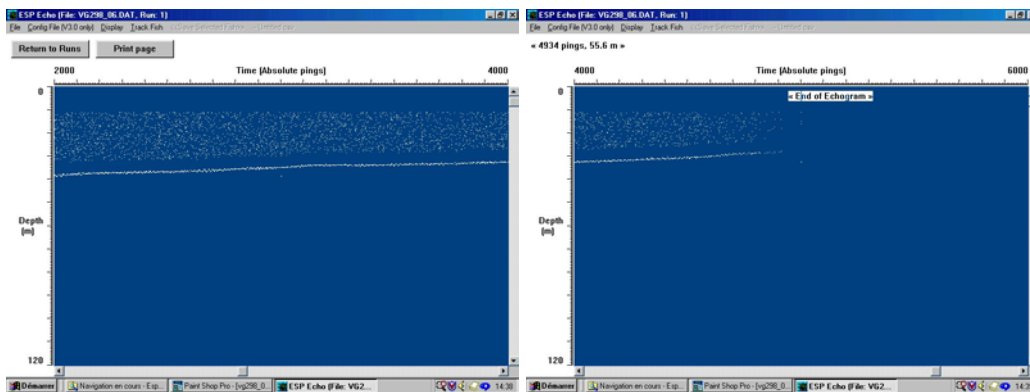 ESP Echo (File: VG298_06.DAT, Run: 1)
File Config File (V3.0 only) Display Track Fish
Return to Runs Print page
2000 Time (Absolute pings) 4000
0
Depth
(m)
120
Démarrer Navigation en cours - Esp... Paint Shop Pro - [vg298_0... ESP Echo (File: VG2... 14:38
ESP Echo (File: VG298_06.DAT, Run: 1)
File Config File (V3.0 only) Display Track Fish
« 4934 pings, 55.6 m »
4000 Time (Absolute pings) 6000
0
« End of Echogram »
Depth
(m)
120
Démarrer Navigation en cours - Esp... Paint Shop Pro - [vg298_0... ESP Echo (File: VG2...